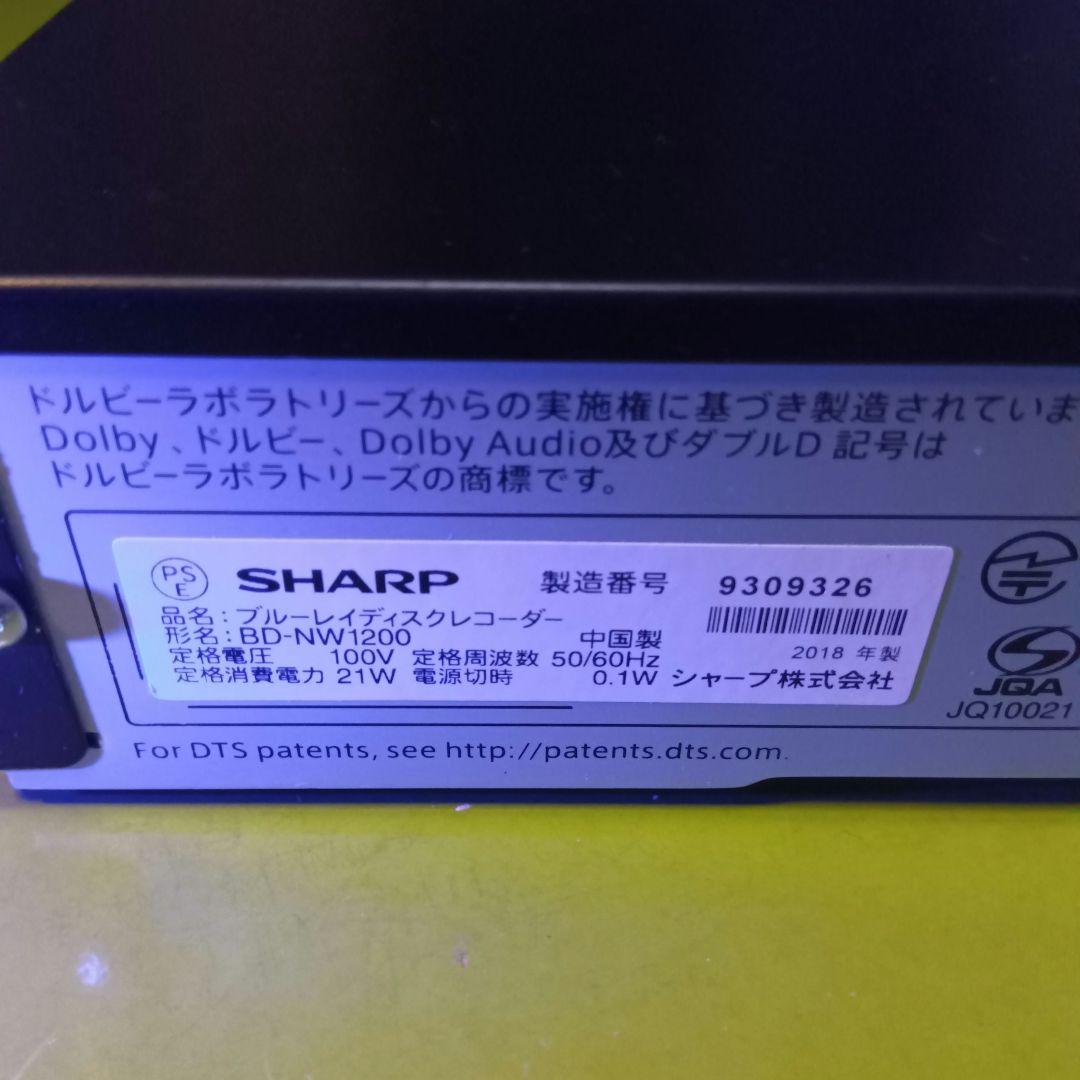 ドルビーラボラトリーズからの実施権に基づき製造されていま
Dolby、ドルビー、Dolby Audio及びダブルD 記号は
ドルビーラボラトリーズの商標です。
PS
E
SHARP 製造番号 9309326
品名：ブルーレイディスクレコーダー
形名：BD-NW1200 中国製
2018 年製
定格電圧 100V 定格周波数 50/60Hz
定格消費電力 21W 電源切時 0.1W シャープ株式会社
JQA
JQ10021
For DTS patents, see http://patents.dts.com.